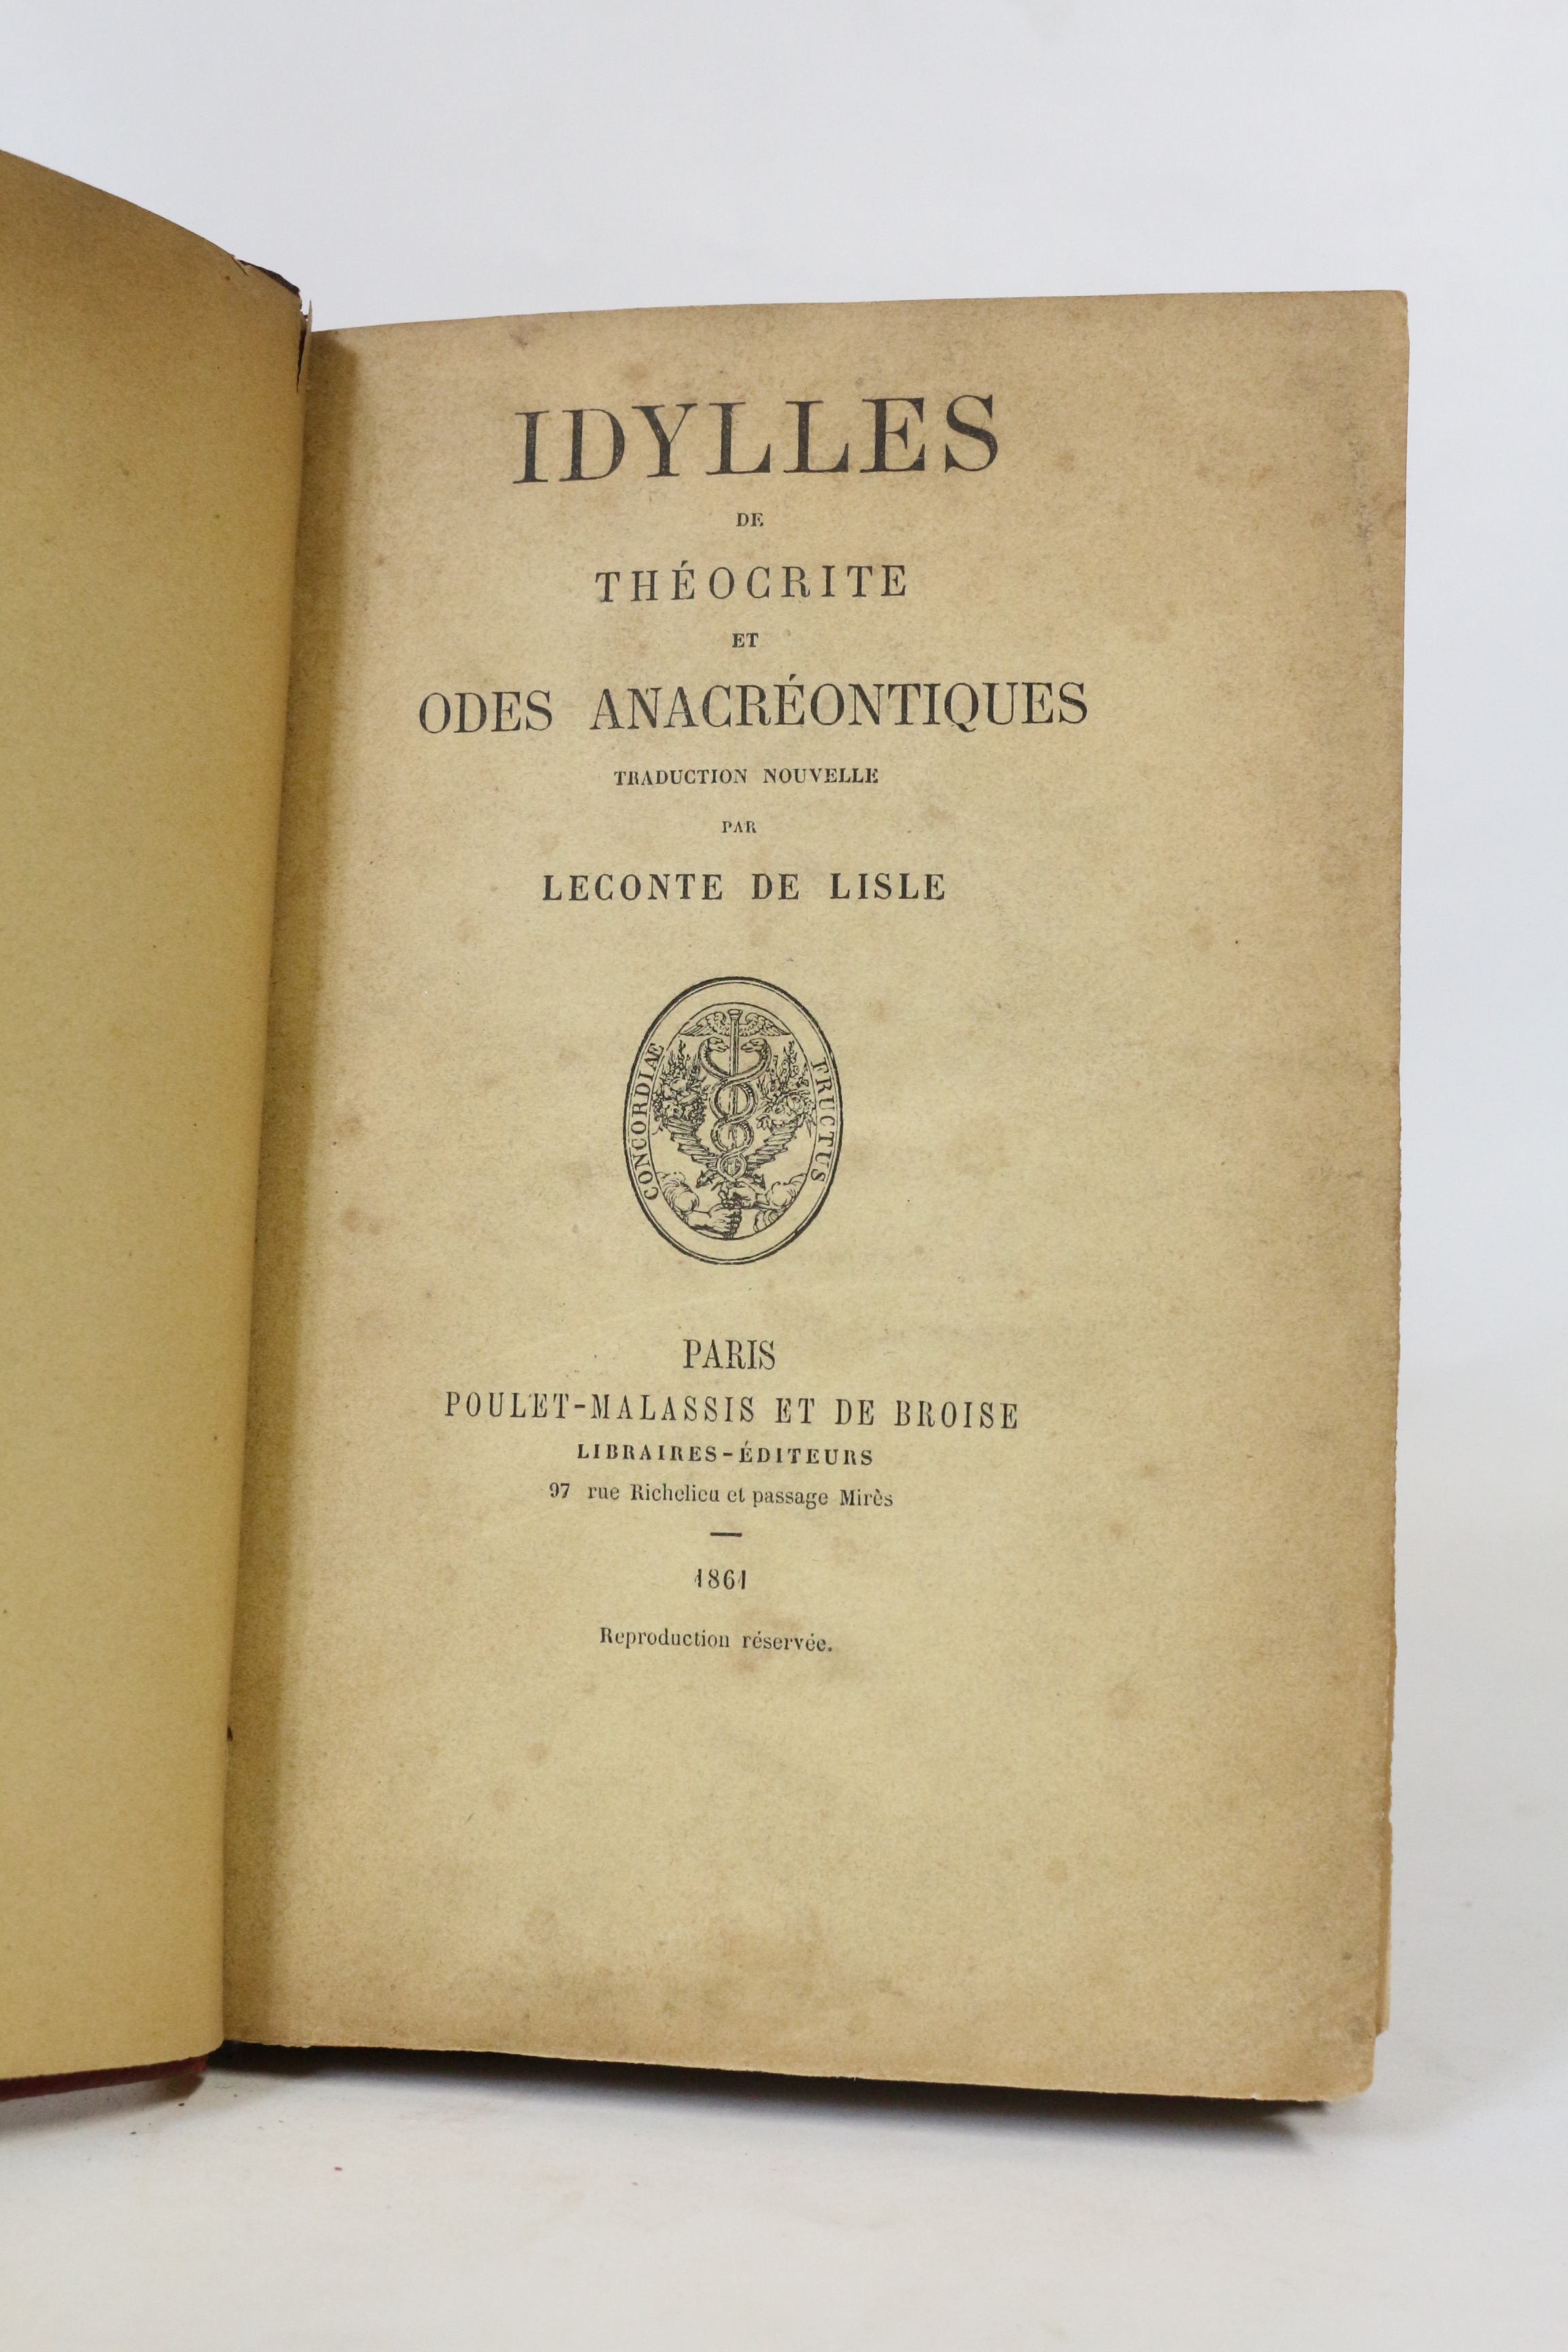 IDYLLES
DE
THÉOCRITE
ET
ODES ANACRÉONTIQUES
TRADUCTION NOUVELLE
PAR
LECONTE DE LISLE
CONCORDIAE FRUCTUS
PARIS
POULET-MALASSIS ET DE BROISE
LIBRAIRES-ÉDITEURS
97 rue Richelieu et passage Mirès
1861
Reproduction réservée.